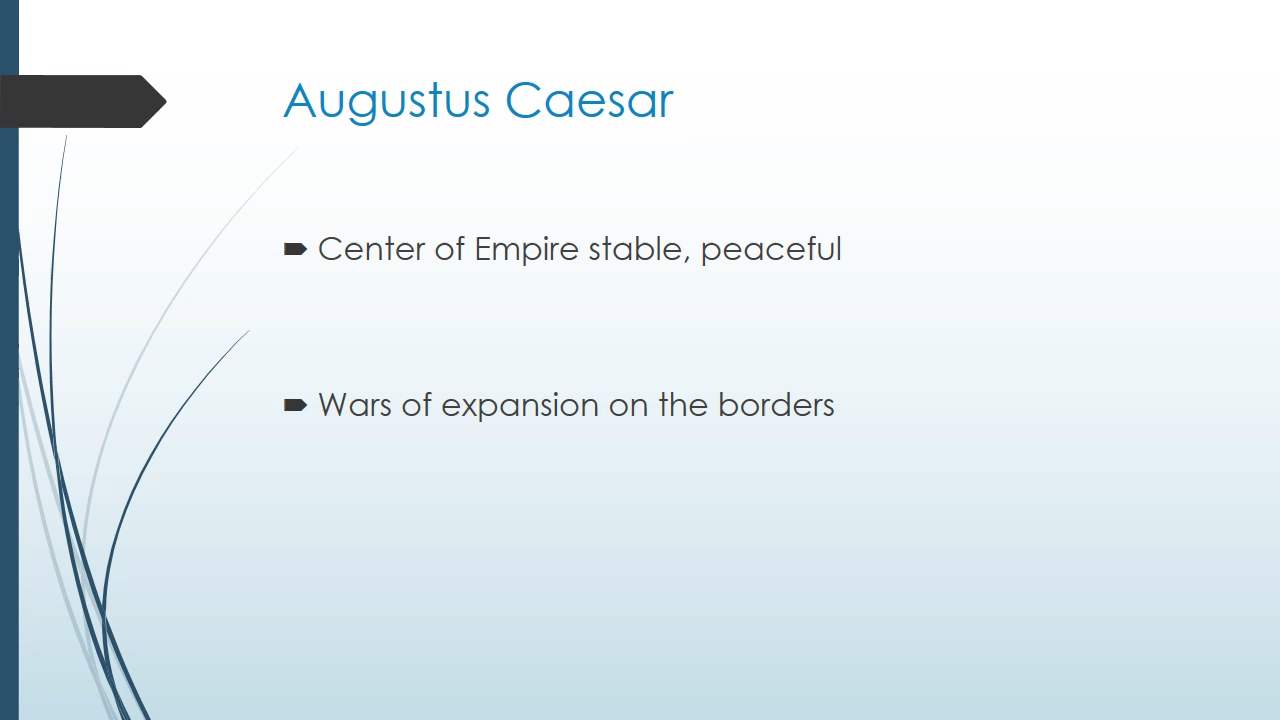 Augustus Caesar
Center of Empire stable, peaceful
Wars of expansion on the borders